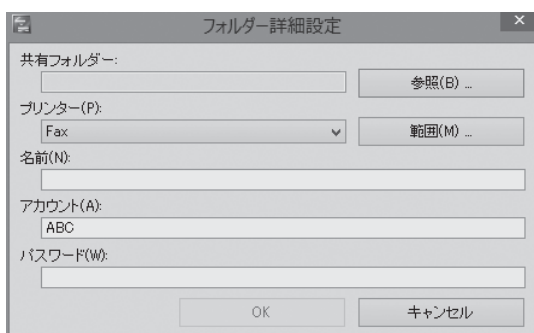 フォルダー詳細設定
×
共有フォルダー:
参照(B) ...
プリンター(P):
Fax
範囲(M) ...
名前(N):
アカウント(A):
ABC
パスワード(W):
OK
キャンセル